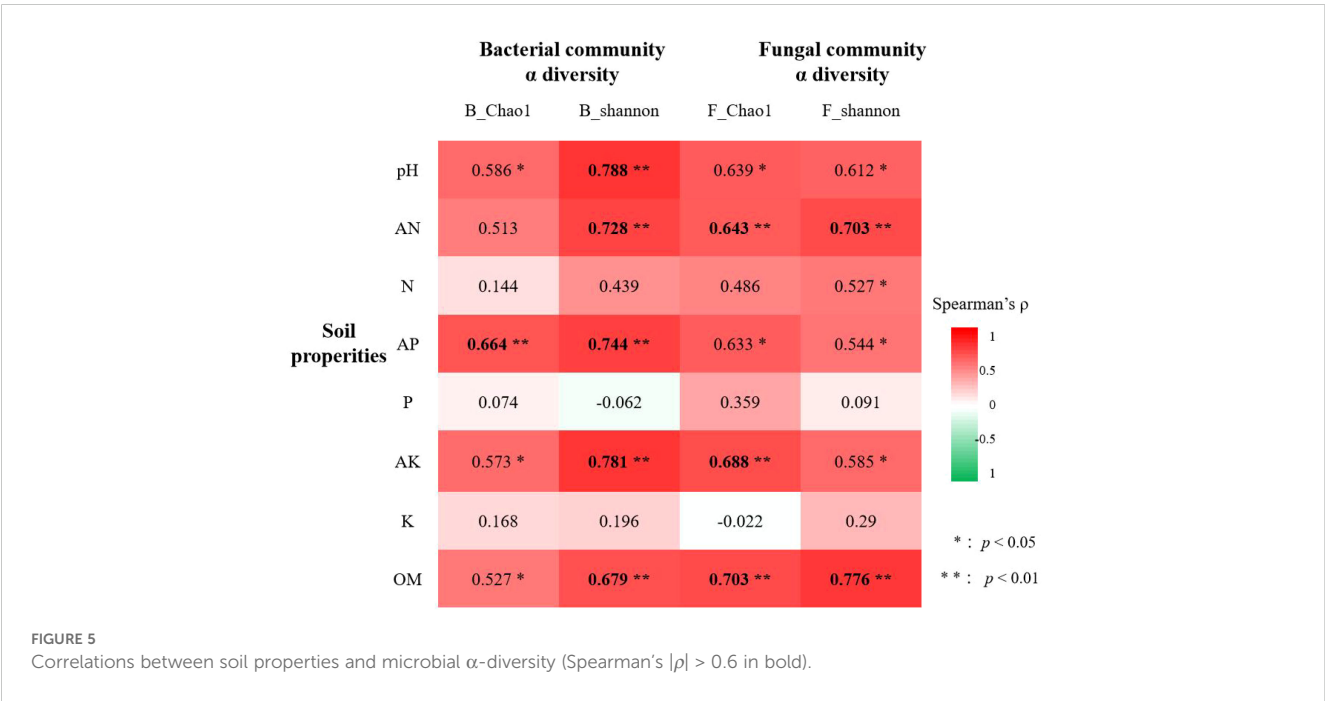 Bacterial community
α diversity
Fungal community
α diversity
B_Chao1 B_shannon F_Chao1 F_shannon
pH 0.586 * 0.788 ** 0.639 * 0.612 *
AN 0.513 0.728 ** 0.643 ** 0.703 **
N 0.144 0.439 0.486 0.527 *
Soil
properities
AP 0.664 ** 0.744 ** 0.633 * 0.544 *
P 0.074 -0.062 0.359 0.091
AK 0.573 * 0.781 ** 0.688 ** 0.585 *
K 0.168 0.196 -0.022 0.29
OM 0.527 * 0.679 ** 0.703 ** 0.776 **
Spearman's ρ
1
0.5
0
-0.5
1
* : p < 0.05
* * : p < 0.01
FIGURE 5
Correlations between soil properties and microbial α-diversity (Spearman's |ρ| > 0.6 in bold).